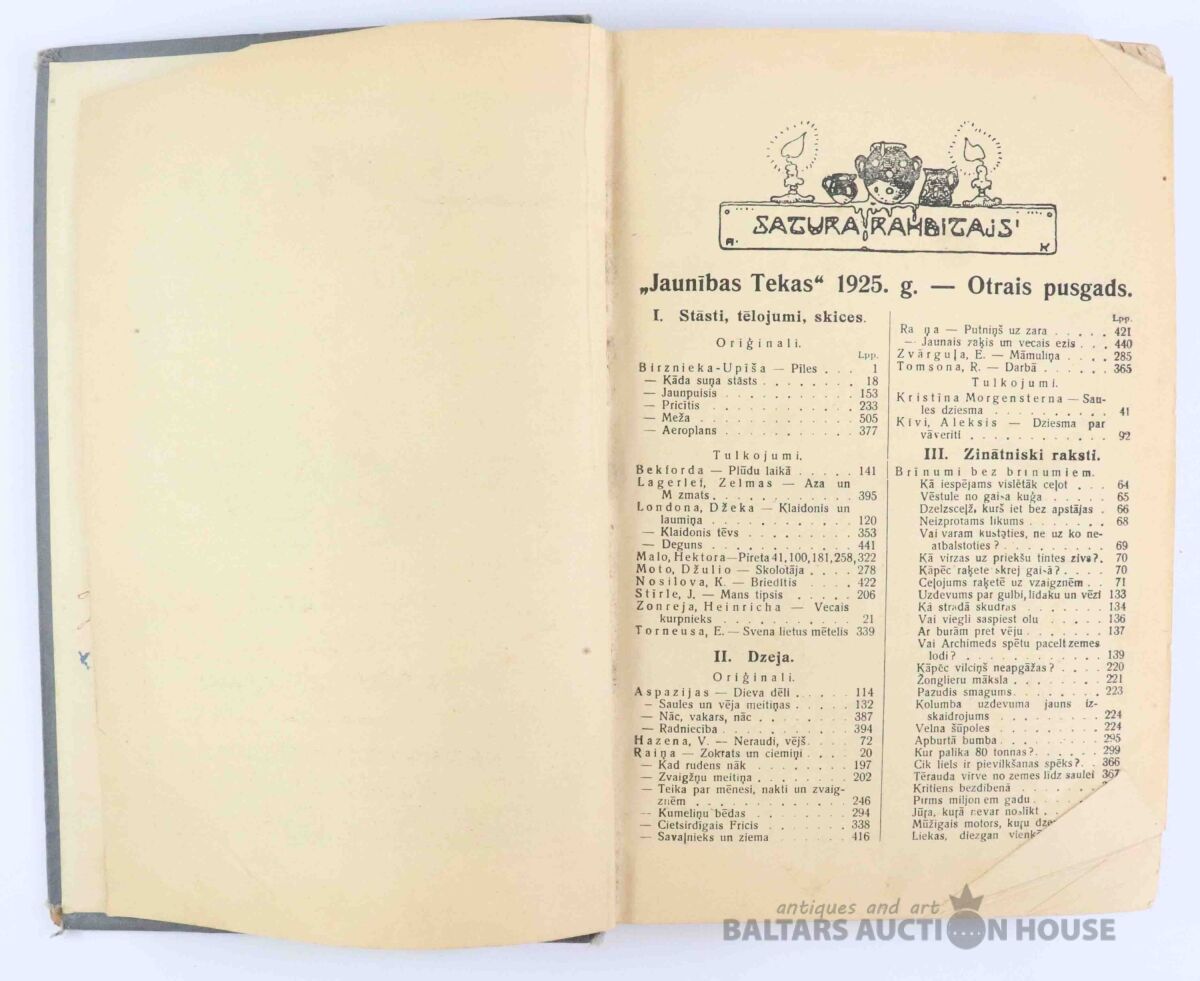 SATURA RAHDITAJS
„Jaunības Tekas“ 1925. g. — Otrais pusgads.
I. Stāsti, tēlojumi, skices.
Oriģinali.
Lpp.
Birznieka-Upīša — Pīles . . . 1
— Kāda suņa stāsts . . . . . . . . 18
— Jaunpuisis . . . . . . . . . . . 153
— Pricītis . . . . . . . . . . . . 233
— Meža . . . . . . . . . . . . . 505
— Aeroplans . . . . . . . . . . . 377
Tulkojumi.
Bekforda — Plūdu laikā . . . . . 141
Lagerlef, Zelmas — Aza un
M zmats . . . . . . . . . . . . 395
Londona, Džeka — Klaidonis un
laumiņa . . . . . . . . . . . . 120
— Klaidonis tēvs . . . . . . . . . 353
— Deguns . . . . . . . . . . . . 441
Malo, Hektora—Pireta 41, 100, 181, 258, 322
Moto, Džulio — Skolotāja . . . . 278
Nosilova, K. — Briedītis . . . . 422
Stirle, J. — Mans tipsis . . . . . 206
Zonreja, Heinricha — Vecais
kurpnieks . . . . . . . . . . . 21
Torneusa, E. — Svena lietus mētelis 339
II. Dzeja.
Oriģinali.
Aspazijas — Dieva dēli . . . . . 114
— Saules un vēja meitiņas . . . . . 132
— Nāc, vakars, nāc . . . . . . . . 387
— Radniecība . . . . . . . . . . . 394
Hazena, V. — Neraudi, vējš . . . . 72
Raiņa — Zokrats un ciemiņi . . . . 20
— Kad rudens nāk . . . . . . . . 197
— Zvaigžņu meitiņa . . . . . . . . 202
— Teika par mēnesi, nakti un zvaig-
znēm . . . . . . . . . . . . . 246
— Kumeliņu bēdas . . . . . . . . 294
— Cietsirdīgais Fricis . . . . . . . 338
— Savaļnieks un ziema . . . . . . 416
Lpp.
Ra ņa — Putniņš uz zara . . . . . 421
— Jaunais ŗaķis un vecais ezis . . . 440
Zvārguļa, E. — Māmuliņa . . . . 285
Tomsona, R. — Darbā . . . . . . 365
Tulkojumi.
Kristīna Morgensterna — Sau-
les dziesma . . . . . . . . . . 41
Kivi, Aleksis — Dziesma par
vāverīti . . . . . . . . . . . . 92
III. Zinātniski raksti.
Brīnumi bez brīnumiem.
Kā iespējams vislētāk ceļot . . . 64
Vēstule no gaisa kuģa . . . . . 65
Dzelzsceļš, kurš iet bez apstājas . 66
Neizprotams likums . . . . . . . 68
Vai varam kustēties, ne uz ko ne-
atbalstoties ? . . . . . . . . . 69
Kā virzas uz priekšu tintes zivs? . 70
Kāpēc raķete skrej gaisā? . . . . 70
Ceļojums raķetē uz zvaigznēm . . 71
Uzdevums par gulbi, līdaku un vēzi 133
Kā strādā skudras . . . . . . . 134
Vai viegli saspiest olu . . . . . . 136
Ar burām pret vēju . . . . . . . 137
Vai Archimeds spētu pacelt zemes
lodi ? . . . . . . . . . . . . 139
Kāpēc vilciņš neapgāžas ? . . . . 220
Žonglieru māksla . . . . . . . . 221
Pazudis smagums . . . . . . . . 223
Kolumba uzdevuma jauns iz-
skaidrojums . . . . . . . . . 224
Velna šūpoles . . . . . . . . . 224
Apburtā bumba . . . . . . . . . 295
Kur palika 80 tonnas? . . . . . . 299
Cik liels ir pievilkšanas spēks? . . 366
Tērauda virve no zemes līdz saulei 367
Kritiens bezdibenā . . . . . .
Pirms miljon em gadu . . . .
Jūŗa, kuŗā nevar noslīkt . . .
Mūžīgais motors, kuŗu
Liekas, diezgan
antiques and art
BALTARS AUCTION HOUSE